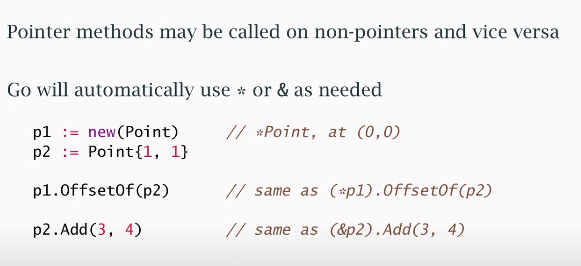 Pointer methods may be called on non-pointers and vice versa
Go will automatically use * or & as needed
p1 := new(Point) // *Point, at (0,0)
p2 := Point{1, 1}
p1.OffsetOf(p2) // same as (*p1).OffsetOf(p2)
p2.Add(3, 4) // same as (&p2).Add(3, 4)